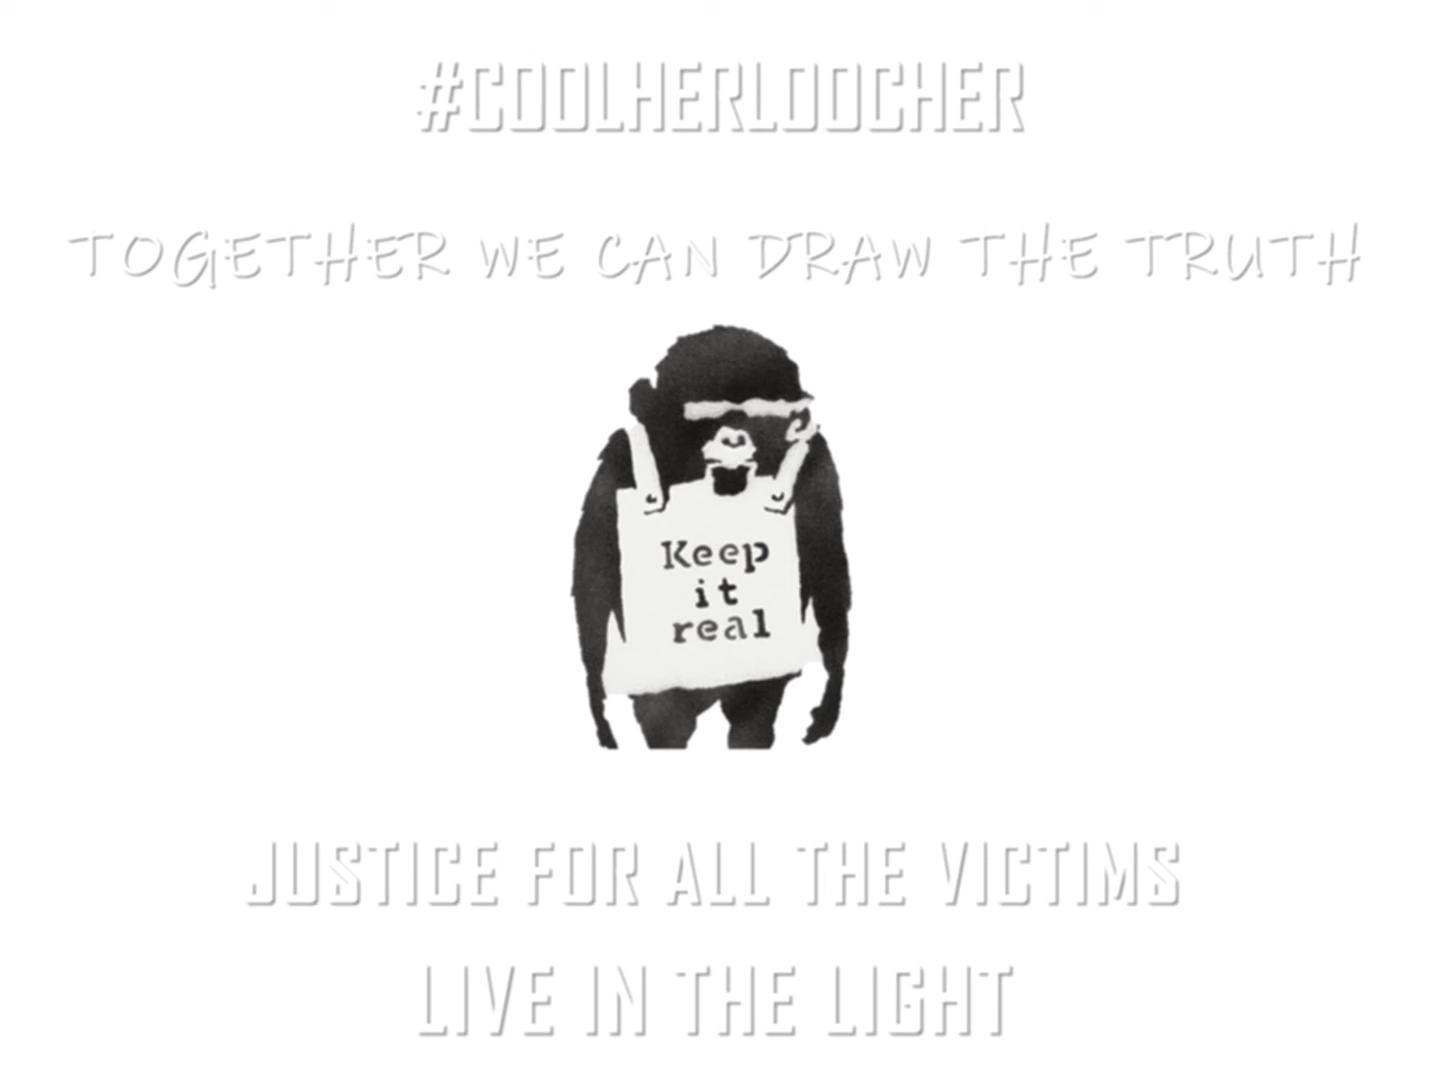 #COOLHERLOOCHER
TOGETHER WE CAN DRAW THE TRUTH
Keep
it
real
JUSTICE FOR ALL THE VICTIMS
LIVE IN THE LIGHT